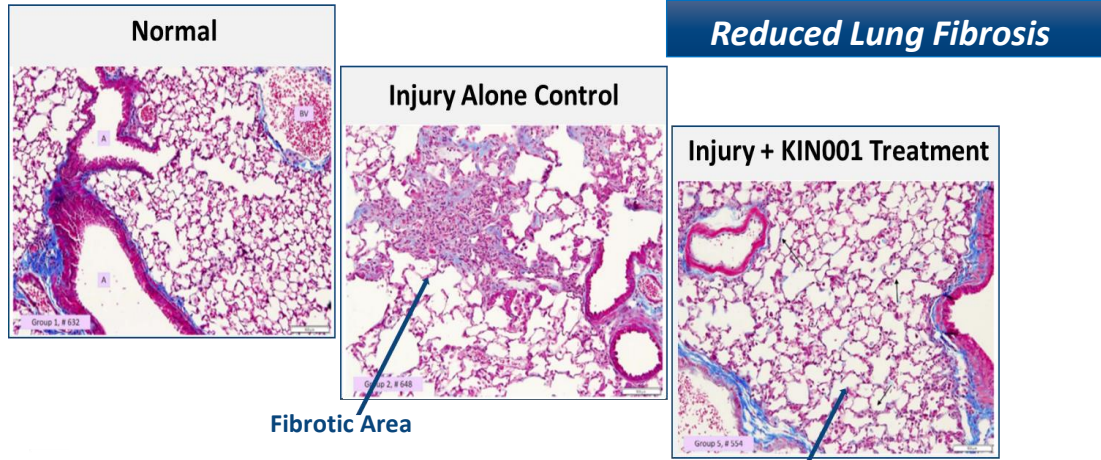 Normal
Reduced Lung Fibrosis
Injury Alone Control
Injury + KIN001 Treatment
BV
A
A
Group 1, # 632
Group 2, # 648
Group 5, # 554
Fibrotic Area